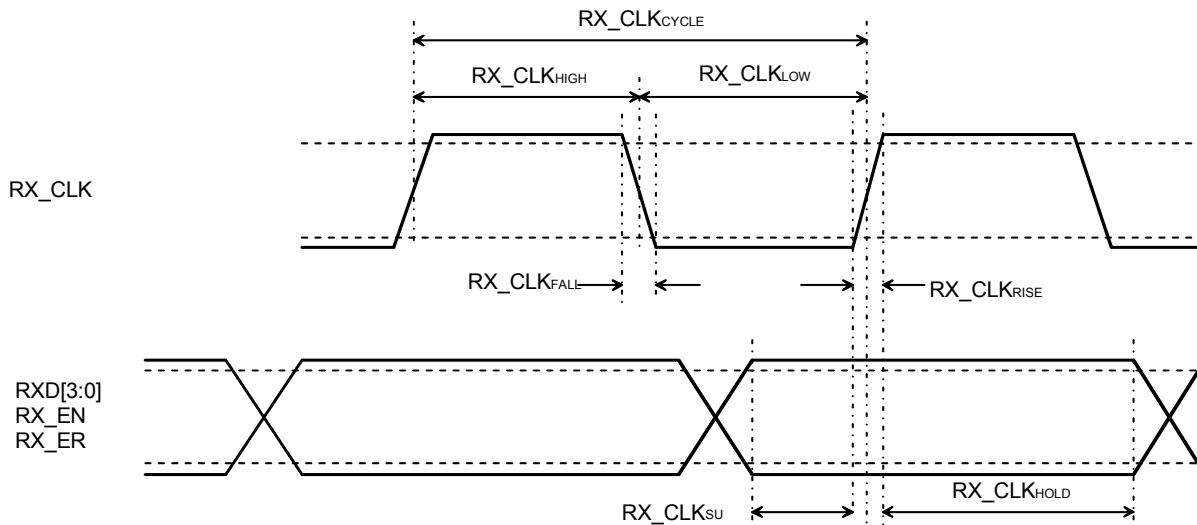 RX_CLKCYCLE
RX_CLKHIGH
RX_CLKLOW
RX_CLK
RX_CLKFALL
RX_CLKRISE
RXD[3:0]
RX_EN
RX_ER
RX_CLKHOLD
RX_CLKSU